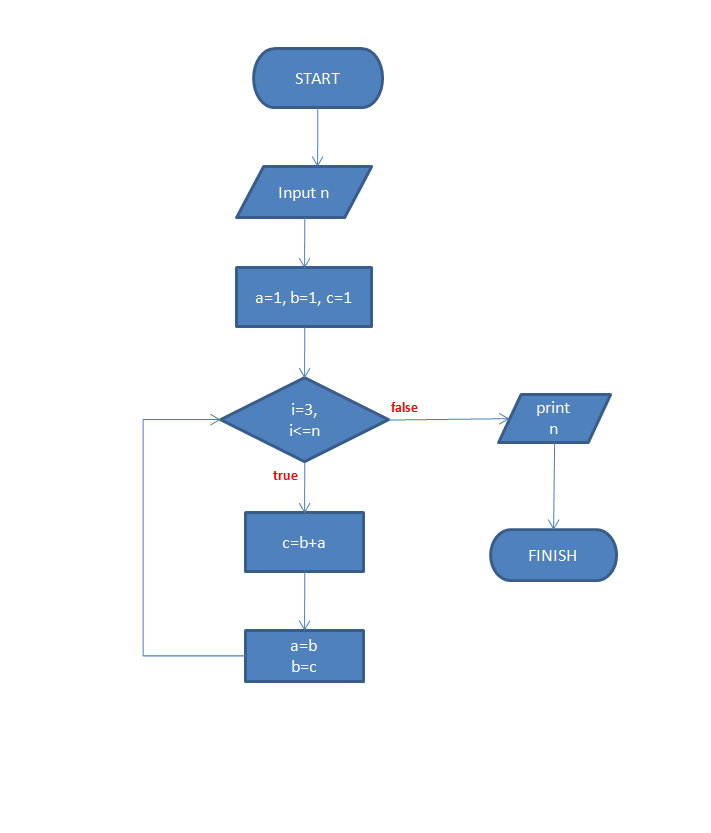 START
Input n
a=1, b=1, c=1
i=3,
i<=n
false
true
print
n
c=b+a
FINISH
a=b
b=c